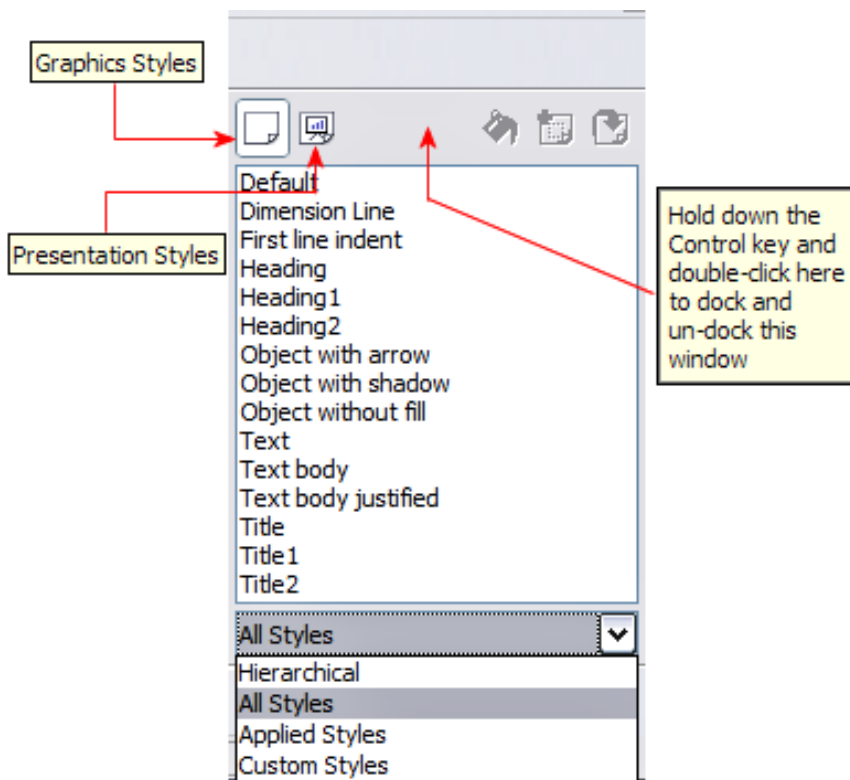 Graphics Styles
Presentation Styles
Hold down the
Control key and
double-click here
to dock and
un-dock this
window
Default
Dimension Line
First line indent
Heading
Heading1
Heading2
Object with arrow
Object with shadow
Object without fill
Text
Text body
Text body justified
Title
Title1
Title2
All Styles
Hierarchical
All Styles
Applied Styles
Custom Styles